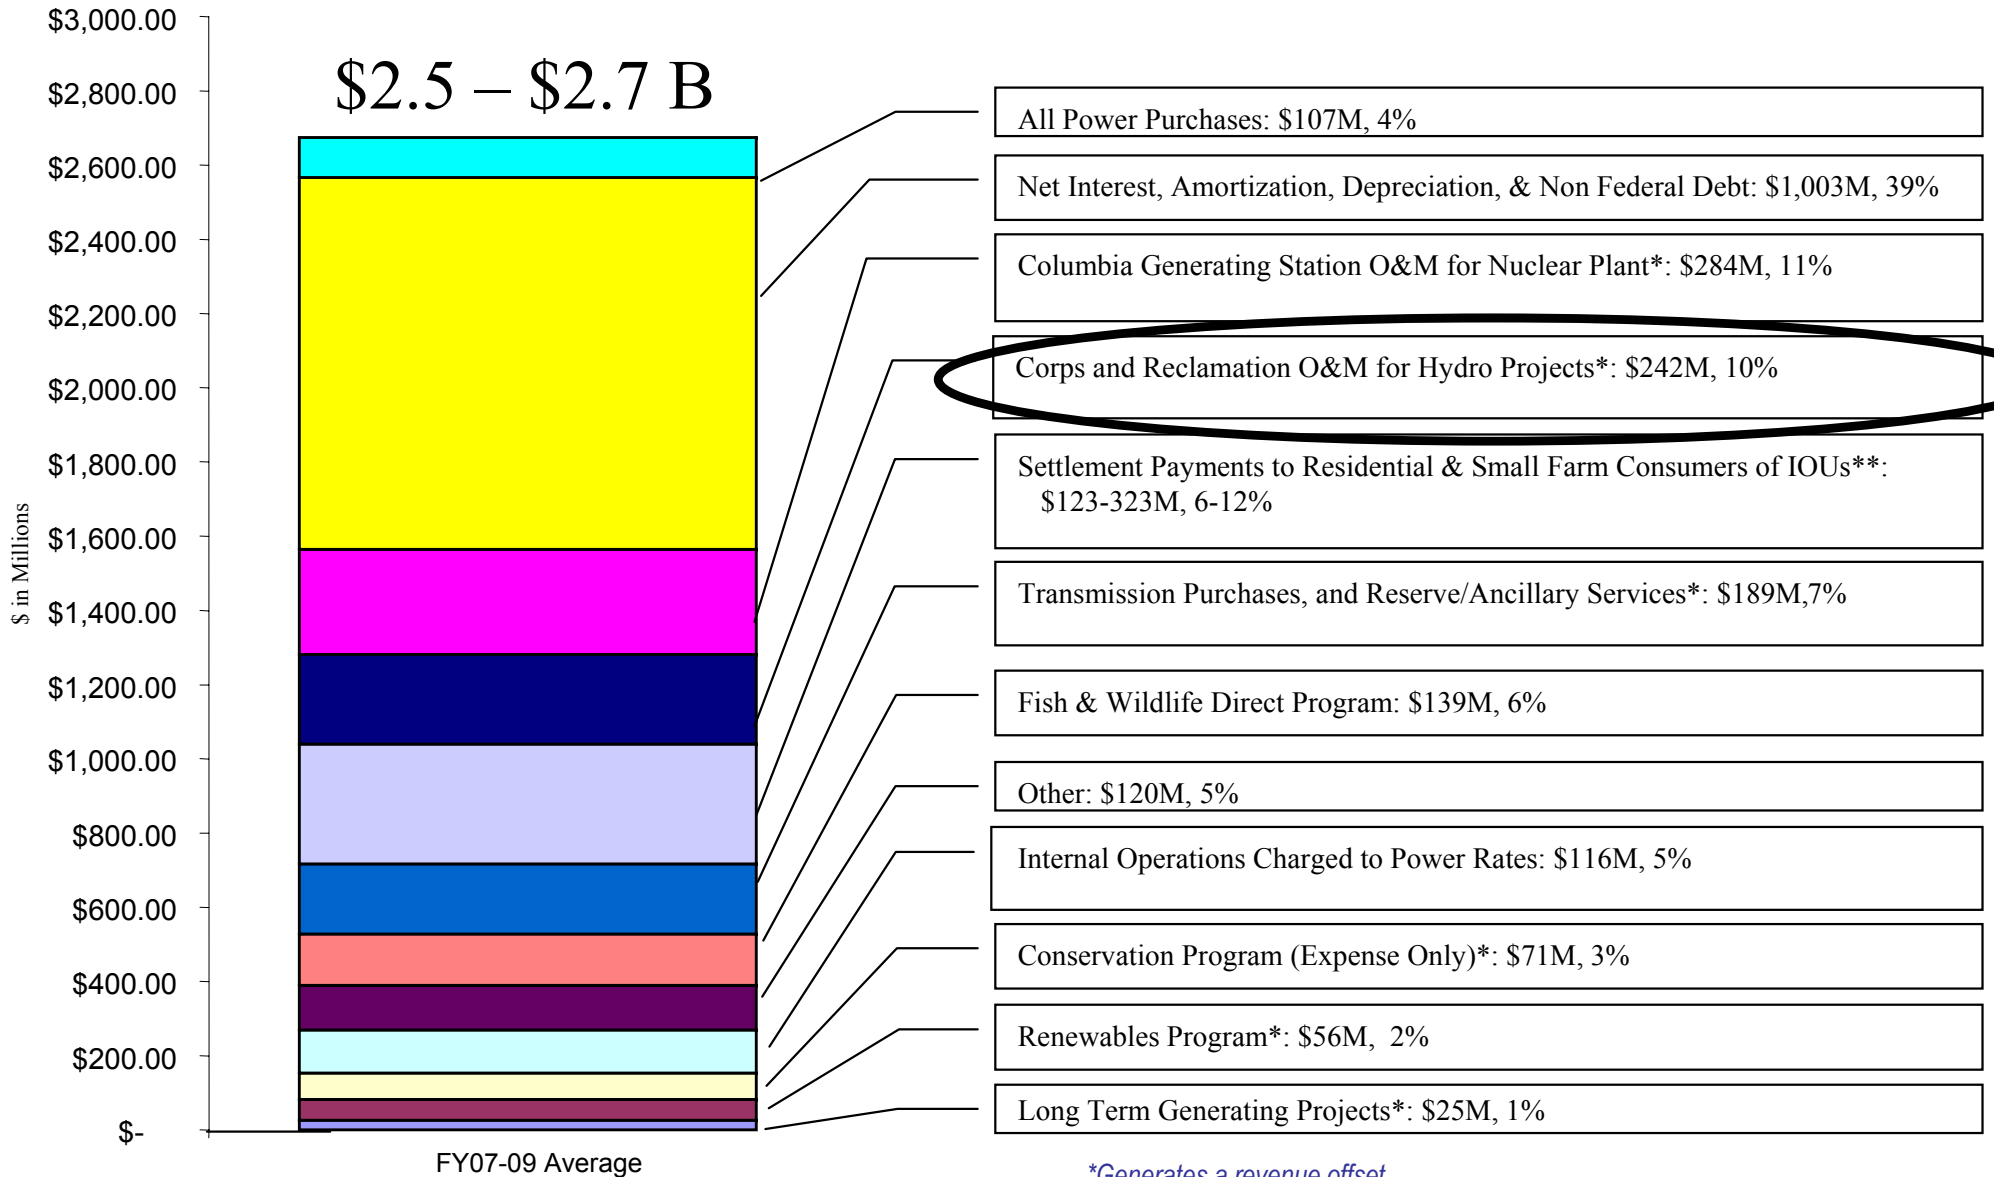 $3,000.00
$2,800.00
$2,600.00
$2,400.00
$2,200.00
$2,000.00
$1,800.00
$1,600.00
$1,400.00
$1,200.00
$1,000.00
$800.00
$600.00
$400.00
$200.00
$-
$ in Millions
$2.5 – $2.7 B
FY07-09 Average
All Power Purchases: $107M, 4%
Net Interest, Amortization, Depreciation, & Non Federal Debt: $1,003M, 39%
Columbia Generating Station O&M for Nuclear Plant*: $284M, 11%
Corps and Reclamation O&M for Hydro Projects*: $242M, 10%
Settlement Payments to Residential & Small Farm Consumers of IOUs**:
$123-323M, 6-12%
Transmission Purchases, and Reserve/Ancillary Services*: $189M,7%
Fish & Wildlife Direct Program: $139M, 6%
Other: $120M, 5%
Internal Operations Charged to Power Rates: $116M, 5%
Conservation Program (Expense Only)*: $71M, 3%
Renewables Program*: $56M, 2%
Long Term Generating Projects*: $25M, 1%
*Generates a revenue offset